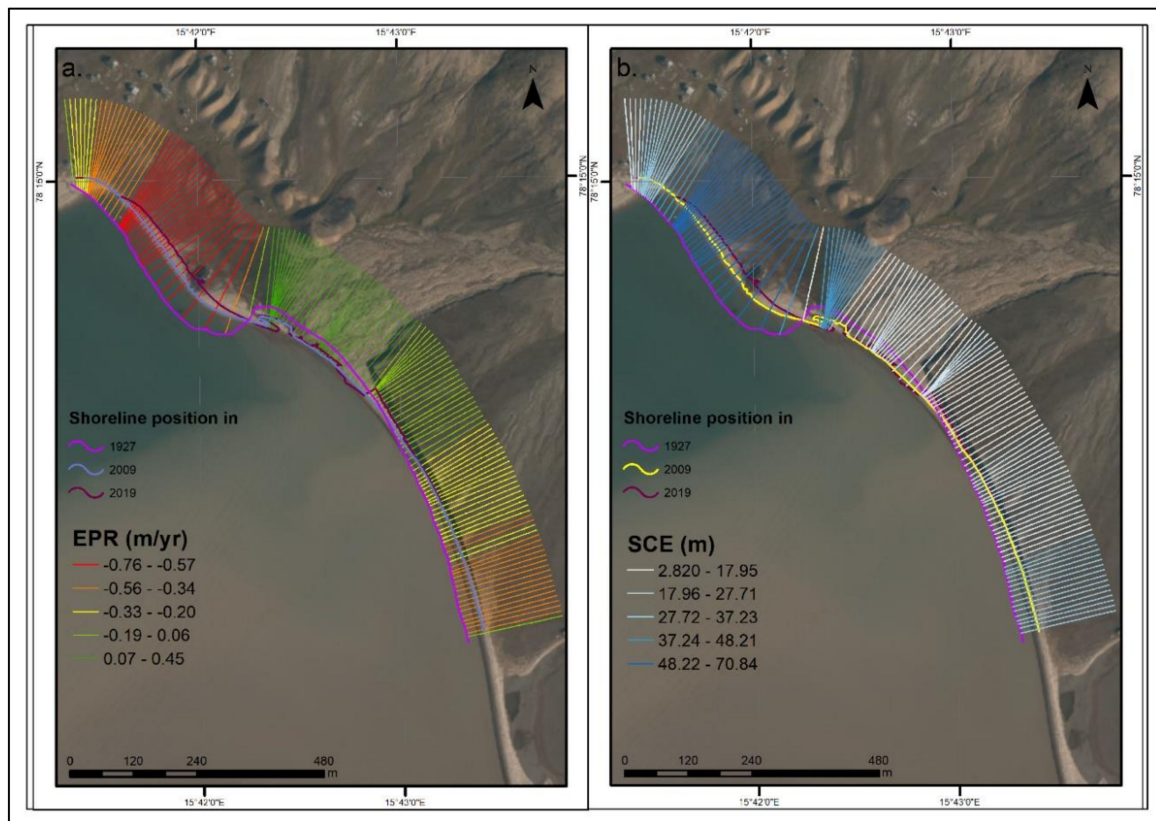 15°42'0"E 15°43'0"E
a.
N
78°15'0"N
Shoreline position in
1927
2009
2019
EPR (m/yr)
-0.76 - -0.57
-0.56 - -0.34
-0.33 - -0.20
-0.19 - 0.06
0.07 - 0.45
0 120 240 480
m
15°42'0"E 15°43'0"E
15°42'0"E 15°43'0"E
b.
N
78°15'0"N
78°15'0"N
Shoreline position in
1927
2009
2019
SCE (m)
2.820 - 17.95
17.96 - 27.71
27.72 - 37.23
37.24 - 48.21
48.22 - 70.84
0 120 240 480
m
15°42'0"E 15°43'0"E